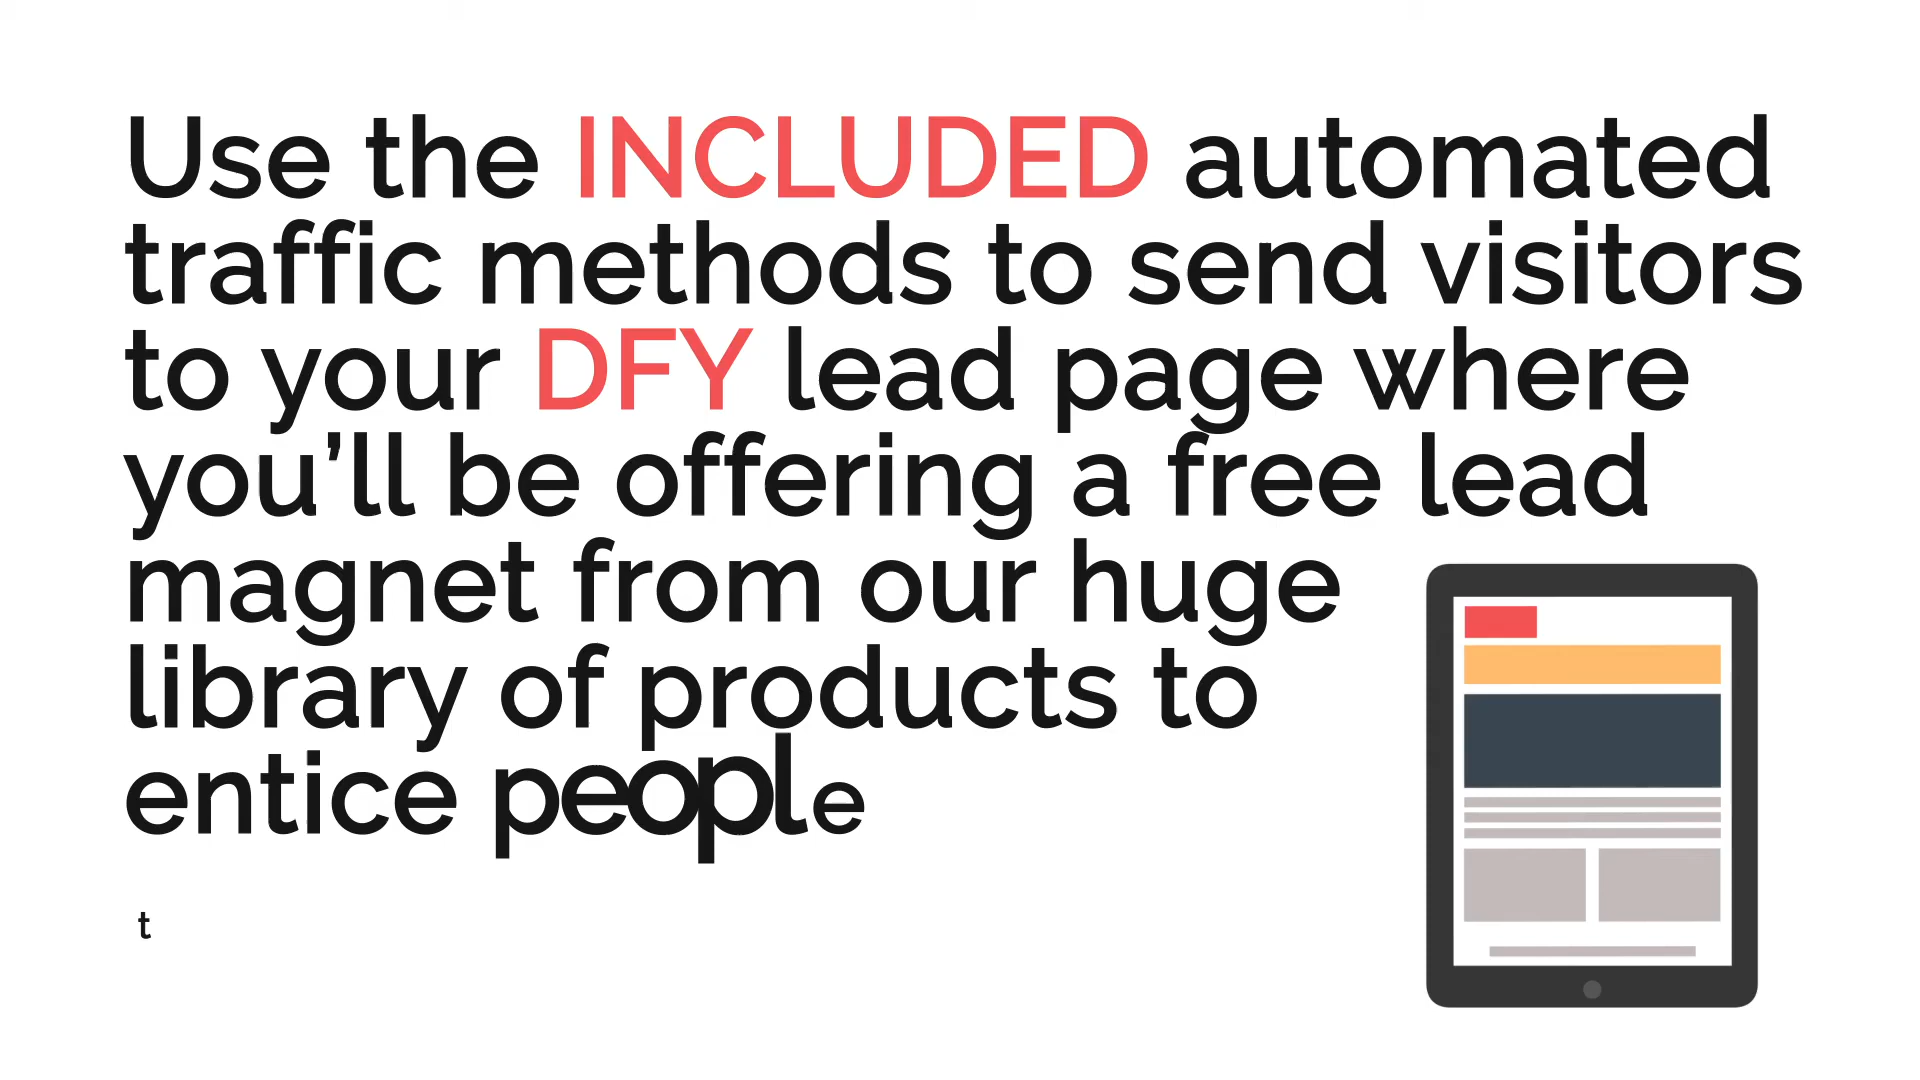 Use the INCLUDED automated
traffic methods to send visitors
to your DFY lead page where
you’ll be offering a free lead
magnet from our huge
library of products to
entice people
t